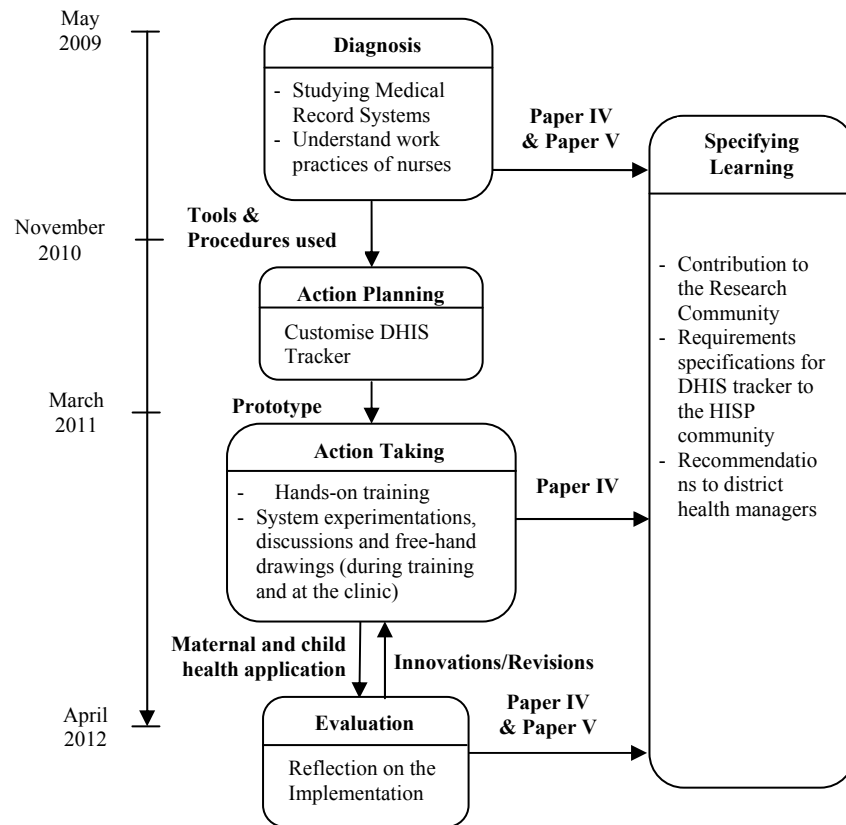 May
2009
Diagnosis
- Studying Medical
Record Systems
- Understand work
practices of nurses
Paper IV
& Paper V
Specifying
Learning
Tools &
Procedures used
November
2010
Action Planning
Customise DHIS
Tracker
- Contribution to
the Research
Community
- Requirements
specifications for
DHIS tracker to
the HISP
community
- Recommendatio
ns to district
health managers
March
2011
Prototype
Action Taking
- Hands-on training
- System experimentations,
discussions and free-hand
drawings (during training
and at the clinic)
Paper IV
Maternal and child
health application
Innovations/Revisions
April
2012
Evaluation
Reflection on the
Implementation
Paper IV
& Paper V